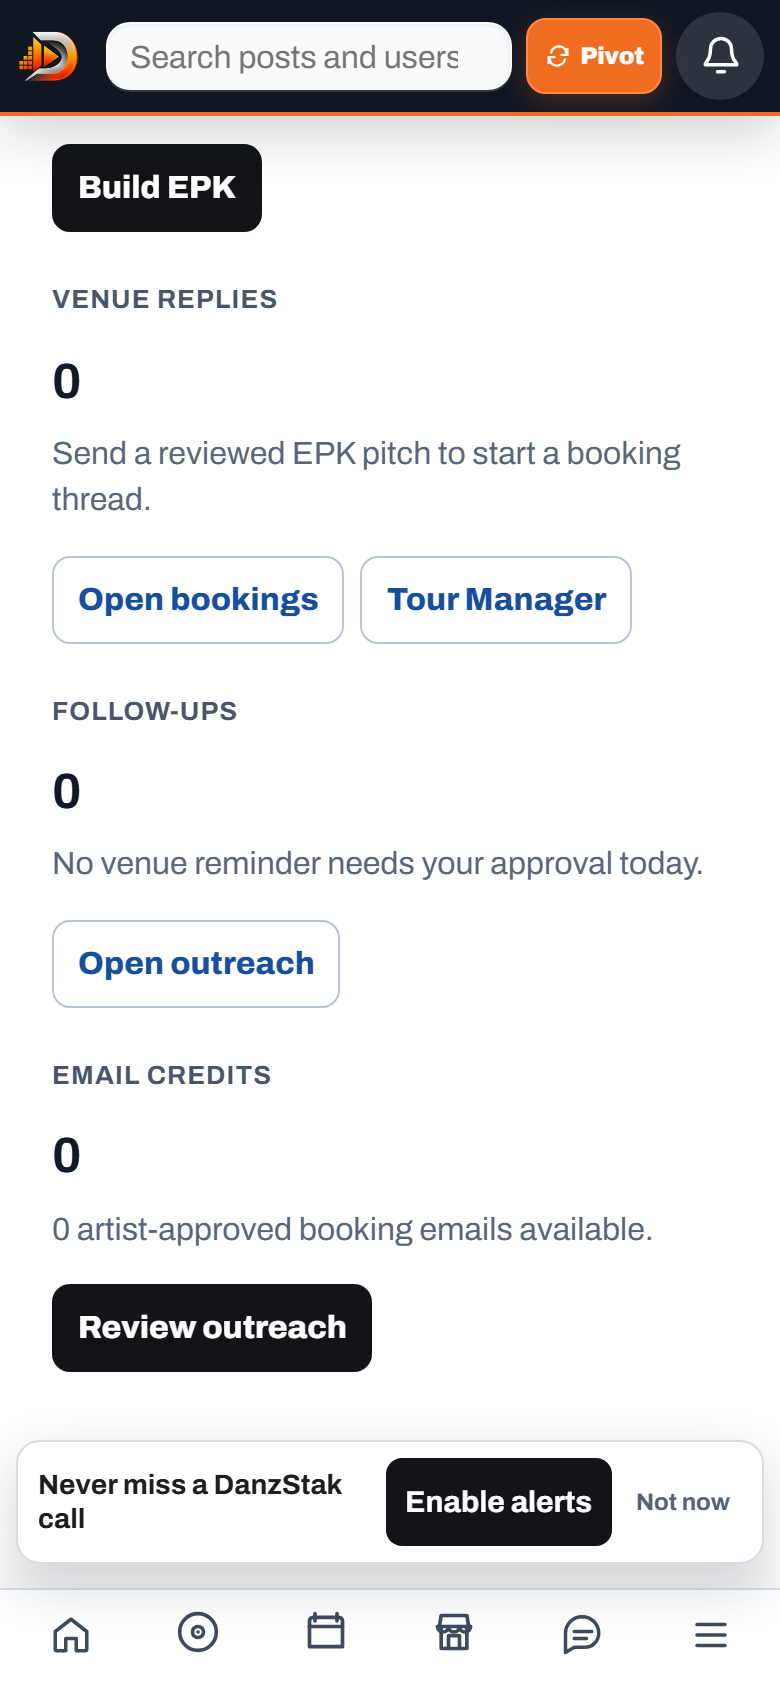 Search posts and users
Pivot
Build EPK
VENUE REPLIES
0
Send a reviewed EPK pitch to start a booking
thread.
Open bookings
Tour Manager
FOLLOW-UPS
0
No venue reminder needs your approval today.
Open outreach
EMAIL CREDITS
0
0 artist-approved booking emails available.
Review outreach
Never miss a DanzStak
call
Enable alerts
Not now